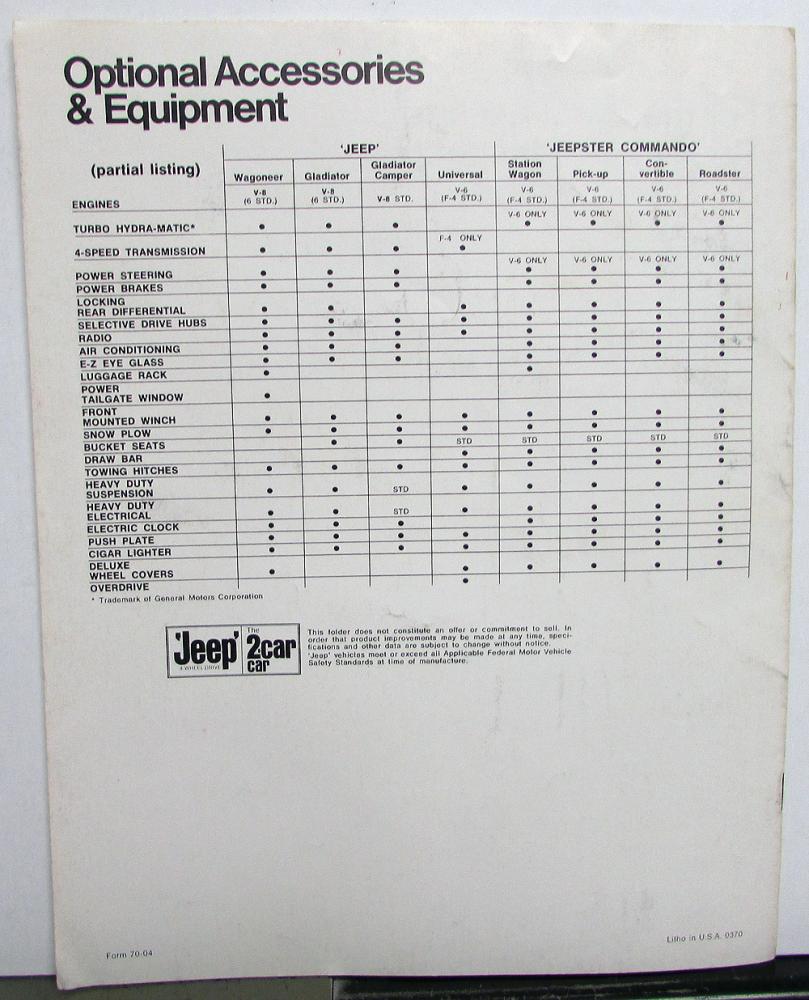 Optional Accessories
& Equipment
'JEEP' 'JEEPSTER COMMANDO'
(partial listing) Wagoneer Gladiator Gladiator Camper Universal Station Wagon Pick-up Con-vertible Roadster
ENGINES V-8 (6 STD.) V-8 (6 STD.) V-8 STD. V-6 (F-4 STD.) V-6 (F-4 STD.) V-6 (F-4 STD.) V-6 (F-4 STD.) V-6 (F-4 STD.)
TURBO HYDRA-MATIC* • • • V-6 ONLY • V-6 ONLY • V-6 ONLY • V-6 ONLY •
4-SPEED TRANSMISSION • • • F-4 ONLY •
POWER STEERING • • • V-6 ONLY • V-6 ONLY • V-6 ONLY • V-6 ONLY •
POWER BRAKES • • • • • • •
LOCKING
REAR DIFFERENTIAL • • • • • • •
SELECTIVE DRIVE HUBS • • • • • • • •
RADIO • • • • • • • •
AIR CONDITIONING • • • • • • •
E-Z EYE GLASS • • • • • • •
LUGGAGE RACK • •
POWER
TAILGATE WINDOW •
FRONT
MOUNTED WINCH • • • • • • • •
SNOW PLOW • • • • • • • •
BUCKET SEATS • • STD STD STD STD STD
DRAW BAR • • • • •
TOWING HITCHES • • • • • • • •
HEAVY DUTY
SUSPENSION • • STD • • • • •
HEAVY DUTY
ELECTRICAL • • STD • • • • •
ELECTRIC CLOCK • • • • • • •
PUSH PLATE • • • • • • • •
CIGAR LIGHTER • • • • • • • •
DELUXE
WHEEL COVERS • • • • • •
OVERDRIVE •
* Trademark of General Motors Corporation
'Jeep'
4 WHEEL DRIVE
The
2car
car
This folder does not constitute an offer or commitment to sell. In
order that product improvements may be made at any time, speci-
fications and other data are subject to change without notice.
'Jeep' vehicles meet or exceed all Applicable Federal Motor Vehicle
Safety Standards at time of manufacture.
Form 70-04
Litho in U.S.A. 0370